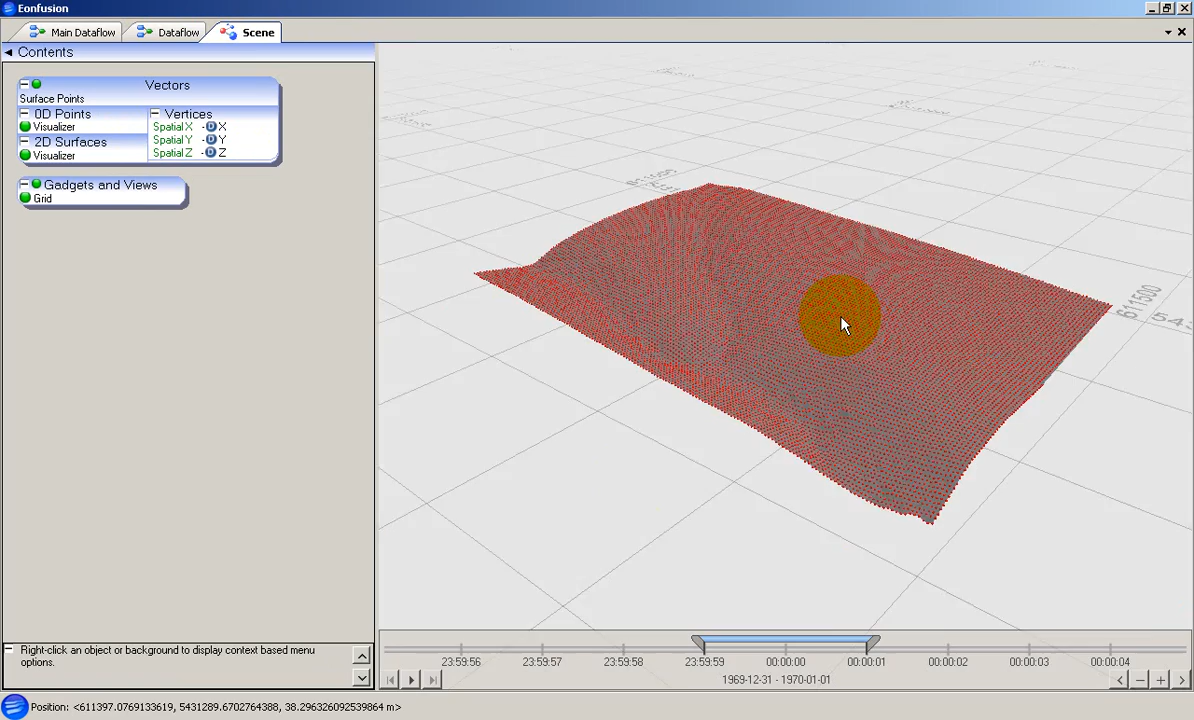 Eonfusion
Main Dataflow
Dataflow
Scene
Contents
Vectors
Surface Points
0D Points
Vertices
Visualizer
Spatial X - D X
2D Surfaces
Spatial Y - D Y
Visualizer
Spatial Z - D Z
Gadgets and Views
Grid
611500
611500
543
Right-click an object or background to display context based menu
options.
23:59:56
23:59:57
23:59:58
23:59:59
00:00:00
00:00:01
00:00:02
00:00:03
00:00:04
1969-12-31 - 1970-01-01
Position: <611397.0769133619, 5431289.6702764388, 38.296326092539864 m>